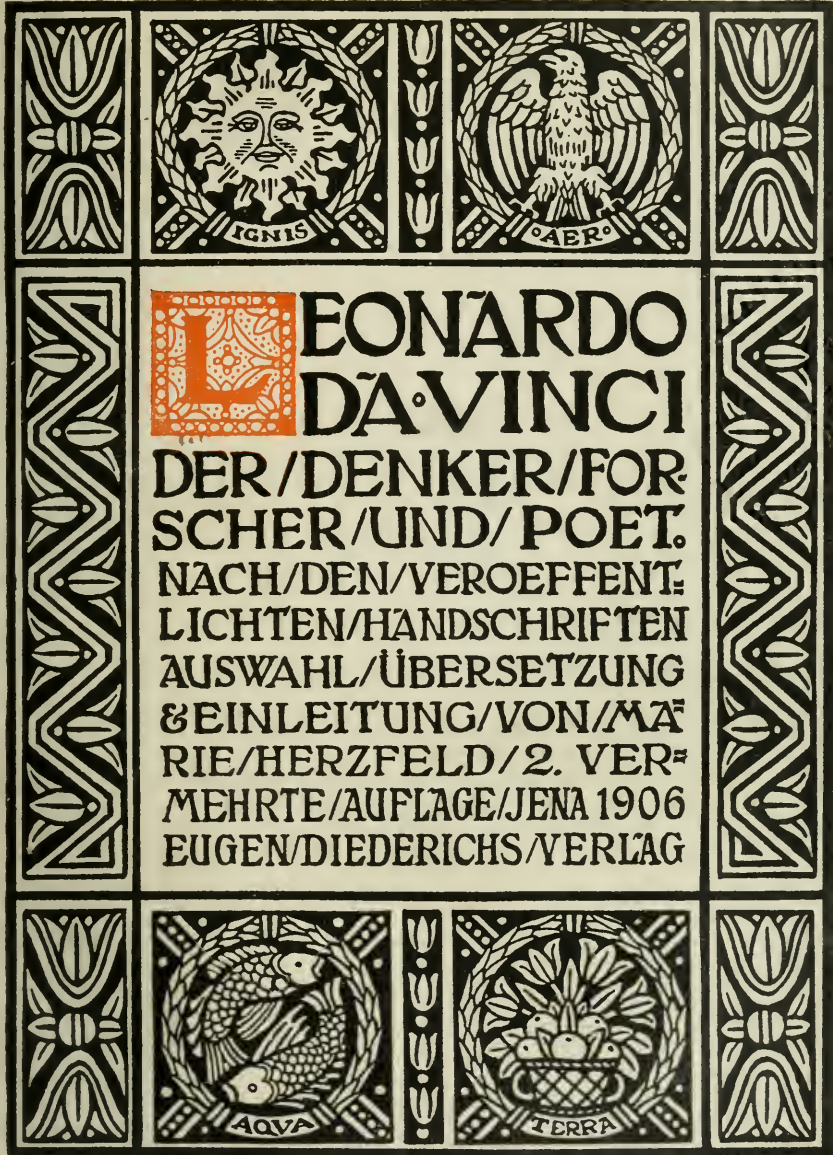 IGNIS
AER
LEONARDO
DA·VINCI
DER/DENKER/FOR-
SCHER/UND/POET.
NACH/DEN/VEROEFFENT=
LICHTEN/HANDSCHRIFTEN
AUSWAHL/ÜBERSETZUNG
&EINLEITUNG/VON/MA=
RIE/HERZFELD/2. VER=
MEHRTE/AUFLAGE/JENA 1906
EUGEN/DIEDERICHS/VERLAG
AQVA
TERRA